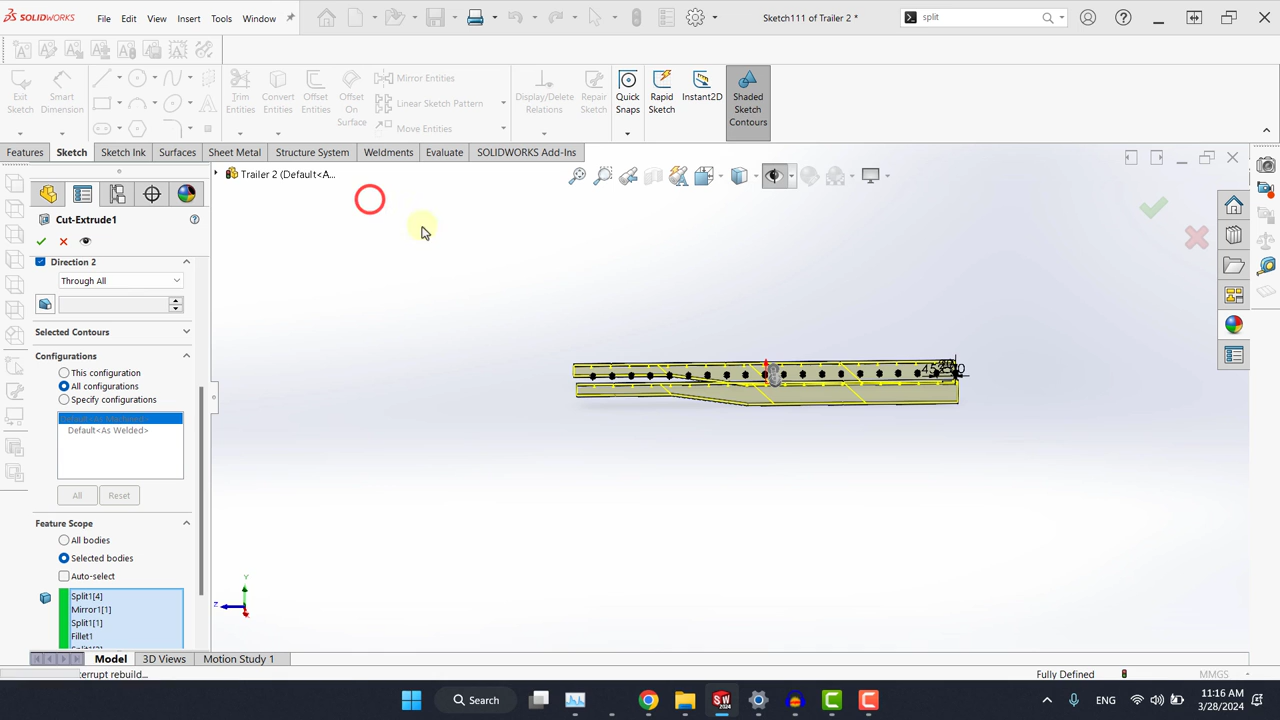 SOLIDWORKS File Edit View Insert Tools Window Sketch111 of Trailer 2 * split
Exit Sketch Smart Dimension Trim Entities Convert Entities Offset Entities Offset On Surface Mirror Entities Linear Sketch Pattern Move Entities Display/Delete Relations Repair Sketch Quick Snaps Rapid Sketch Instant2D Shaded Sketch Contours
Features Sketch Sketch Ink Surfaces Sheet Metal Structure System Weldments Evaluate SOLIDWORKS Add-Ins
Trailer 2 (Default<A...
Cut-Extrude1
Direction 2
Through All
Selected Contours
Configurations
This configuration
All configurations
Specify configurations
Default<As Machined>
Default<As Welded>
All Reset
Feature Scope
All bodies
Selected bodies
Auto-select
Split1[4]
Mirror1[1]
Split1[1]
Fillet1
Y
Z
Model 3D Views Motion Study 1
terrupt rebuild... Fully Defined MMGS
Search ENG 11:16 AM
3/28/2024